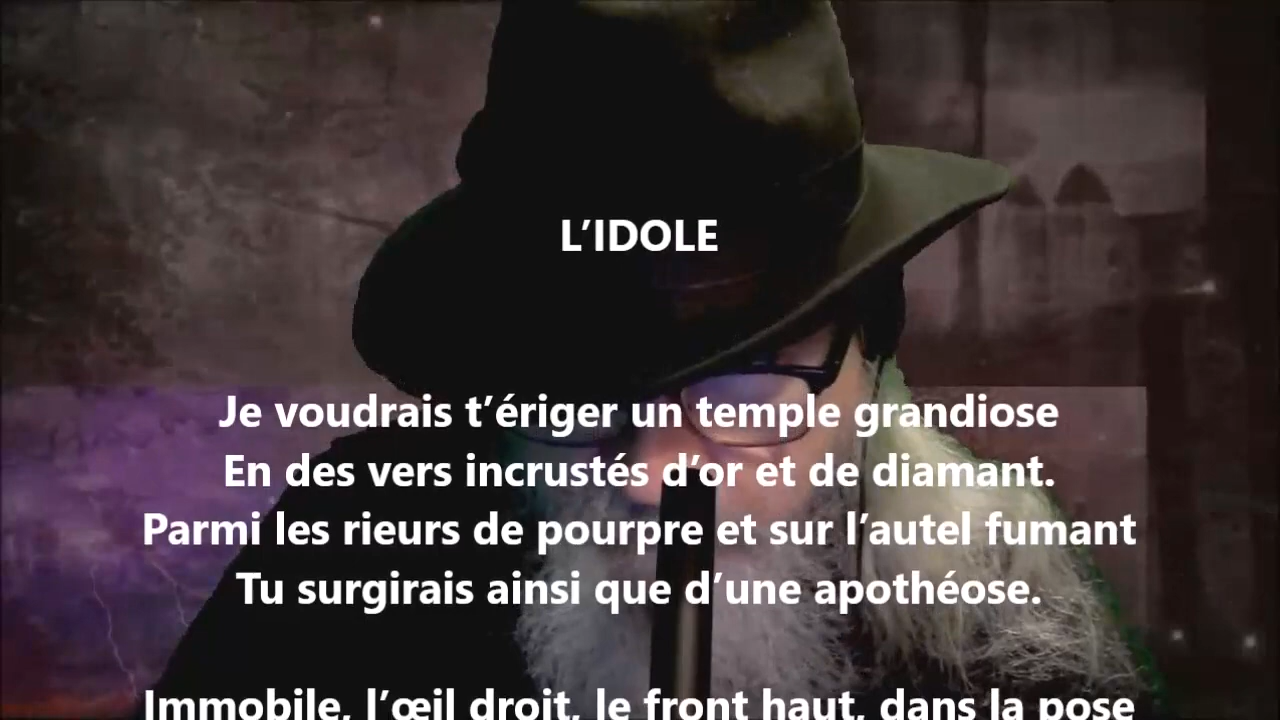 L’IDOLE
Je voudrais t’ériger un temple grandiose
En des vers incrustés d’or et de diamant.
Parmi les rieurs de pourpre et sur l’autel fumant
Tu surgirais ainsi que d’une apothéose.
Immobile, l’œil droit, le front haut, dans la pose